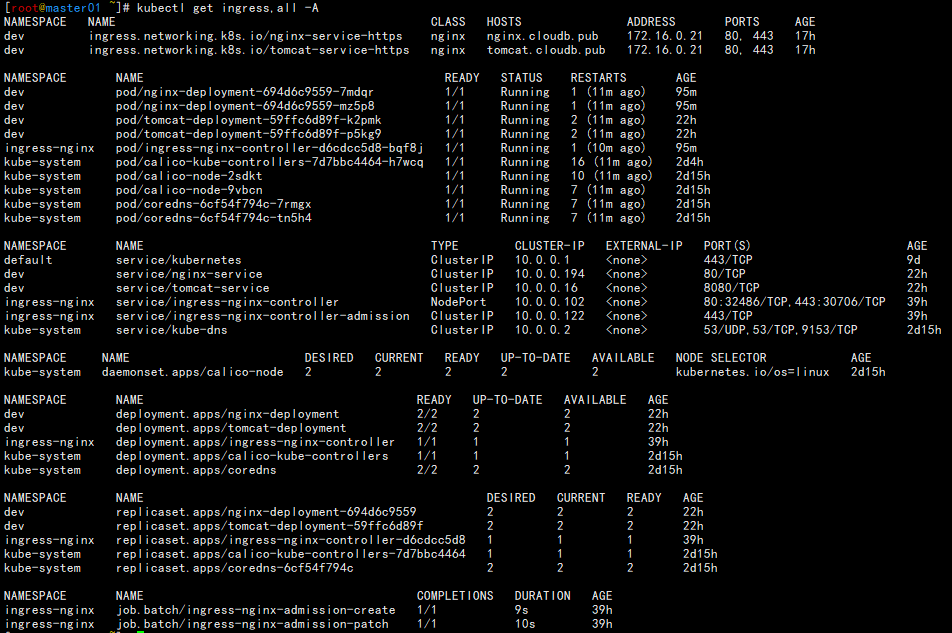 [root@master01 ~]# kubectl get ingress,all -A
NAMESPACE NAME CLASS HOSTS ADDRESS PORTS AGE
dev ingress.networking.k8s.io/nginx-service-https nginx nginx.cloudb.pub 172.16.0.21 80, 443 17h
dev ingress.networking.k8s.io/tomcat-service-https nginx tomcat.cloudb.pub 172.16.0.21 80, 443 17h
NAMESPACE NAME READY STATUS RESTARTS AGE
dev pod/nginx-deployment-694d6c9559-7mdqr 1/1 Running 1 (11m ago) 95m
dev pod/nginx-deployment-694d6c9559-mz5p8 1/1 Running 1 (11m ago) 95m
dev pod/tomcat-deployment-59ffc6d89f-k2pmk 1/1 Running 2 (11m ago) 22h
dev pod/tomcat-deployment-59ffc6d89f-p5kg9 1/1 Running 2 (11m ago) 22h
ingress-nginx pod/ingress-nginx-controller-d6cdcc5d8-bqf8j 1/1 Running 1 (10m ago) 95m
kube-system pod/calico-kube-controllers-7d7bbc4464-h7wcq 1/1 Running 16 (11m ago) 2d4h
kube-system pod/calico-node-2sdkt 1/1 Running 10 (11m ago) 2d15h
kube-system pod/calico-node-9vbcn 1/1 Running 7 (11m ago) 2d15h
kube-system pod/coredns-6cf54f794c-7rmgx 1/1 Running 7 (11m ago) 2d15h
kube-system pod/coredns-6cf54f794c-tn5h4 1/1 Running 7 (11m ago) 2d15h
NAMESPACE NAME TYPE CLUSTER-IP EXTERNAL-IP PORT(S) AGE
default service/kubernetes ClusterIP 10.0.0.1 <none> 443/TCP 9d
dev service/nginx-service ClusterIP 10.0.0.194 <none> 80/TCP 22h
dev service/tomcat-service ClusterIP 10.0.0.16 <none> 8080/TCP 22h
ingress-nginx service/ingress-nginx-controller NodePort 10.0.0.102 <none> 80:32486/TCP,443:30706/TCP 39h
ingress-nginx service/ingress-nginx-controller-admission ClusterIP 10.0.0.122 <none> 443/TCP 39h
kube-system service/kube-dns ClusterIP 10.0.0.2 <none> 53/UDP,53/TCP,9153/TCP 2d15h
NAMESPACE NAME DESIRED CURRENT READY UP-TO-DATE AVAILABLE NODE SELECTOR AGE
kube-system daemonset.apps/calico-node 2 2 2 2 2 kubernetes.io/os=linux 2d15h
NAMESPACE NAME READY UP-TO-DATE AVAILABLE AGE
dev deployment.apps/nginx-deployment 2/2 2 2 22h
dev deployment.apps/tomcat-deployment 2/2 2 2 22h
ingress-nginx deployment.apps/ingress-nginx-controller 1/1 1 1 39h
kube-system deployment.apps/calico-kube-controllers 1/1 1 1 2d15h
kube-system deployment.apps/coredns 2/2 2 2 2d15h
NAMESPACE NAME DESIRED CURRENT READY AGE
dev replicaset.apps/nginx-deployment-694d6c9559 2 2 2 22h
dev replicaset.apps/tomcat-deployment-59ffc6d89f 2 2 2 22h
ingress-nginx replicaset.apps/ingress-nginx-controller-d6cdcc5d8 1 1 1 39h
kube-system replicaset.apps/calico-kube-controllers-7d7bbc4464 1 1 1 2d15h
kube-system replicaset.apps/coredns-6cf54f794c 2 2 2 2d15h
NAMESPACE NAME COMPLETIONS DURATION AGE
ingress-nginx job.batch/ingress-nginx-admission-create 1/1 9s 39h
ingress-nginx job.batch/ingress-nginx-admission-patch 1/1 10s 39h